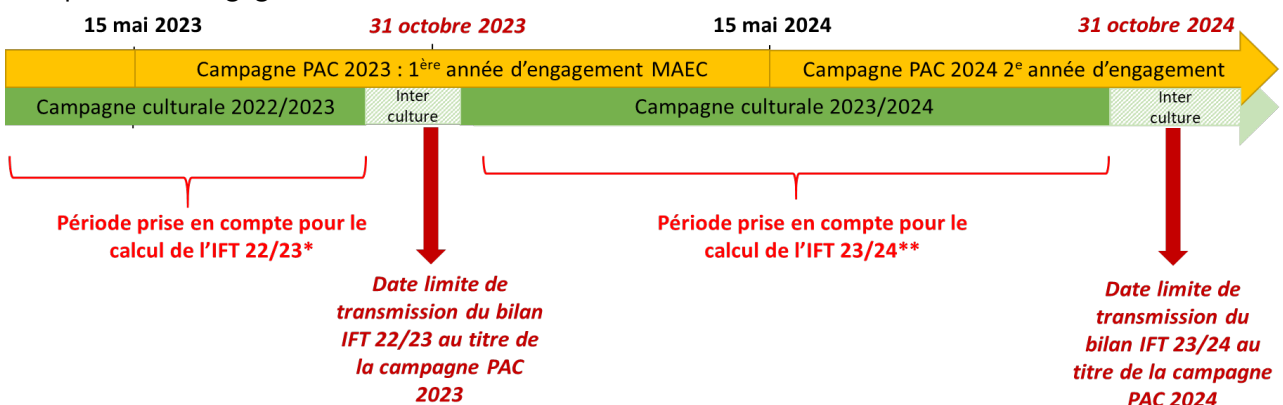 15 mai 2023
31 octobre 2023
15 mai 2024
31 octobre 2024
Campagne PAC 2023 : 1ère année d’engagement MAEC
Campagne PAC 2024 2e année d’engagement
Campagne culturale 2022/2023
Inter
culture
Campagne culturale 2023/2024
Inter
culture
Période prise en compte pour le
calcul de l’IFT 22/23*
Période prise en compte pour le
calcul de l’IFT 23/24**
Date limite de
transmission du bilan
IFT 22/23 au titre de
la campagne PAC
2023
Date limite de
transmission du
bilan IFT 23/24 au
titre de la campagne
PAC 2024